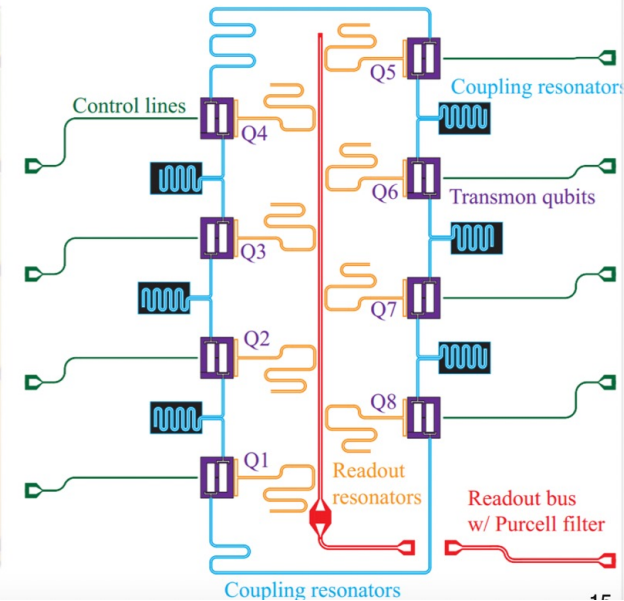 Q5
Coupling resonators
Control lines
Q4
Q6
Transmon qubits
Q3
Q7
Q2
Q8
Q1
Readout
resonators
Readout bus
w/ Purcell filter
Coupling resonators